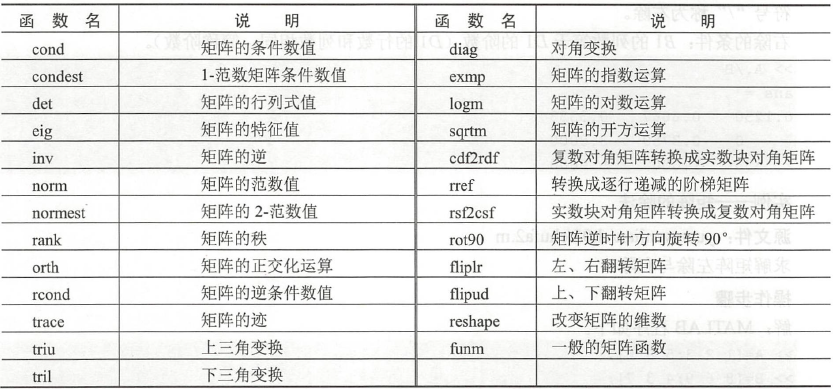 函 数 名 说 明 函 数 名 说 明
cond 矩阵的条件数值 diag 对角变换
condest 1-范数矩阵条件数值 exmp 矩阵的指数运算
det 矩阵的行列式值 logm 矩阵的对数运算
eig 矩阵的特征值 sqrtm 矩阵的开方运算
inv 矩阵的逆 cdf2rdf 复数对角矩阵转换成实数块对角矩阵
norm 矩阵的范数值 rref 转换成逐行递减的阶梯矩阵
normest 矩阵的 2-范数值 rsf2csf 实数块对角矩阵转换成复数对角矩阵
rank 矩阵的秩 rot90 矩阵逆时针方向旋转 90°
orth 矩阵的正交化运算 fliplr 左、右翻转矩阵
rcond 矩阵的逆条件数值 flipud 上、下翻转矩阵
trace 矩阵的迹 reshape 改变矩阵的维数
triu 上三角变换 funm 一般的矩阵函数
tril 下三角变换